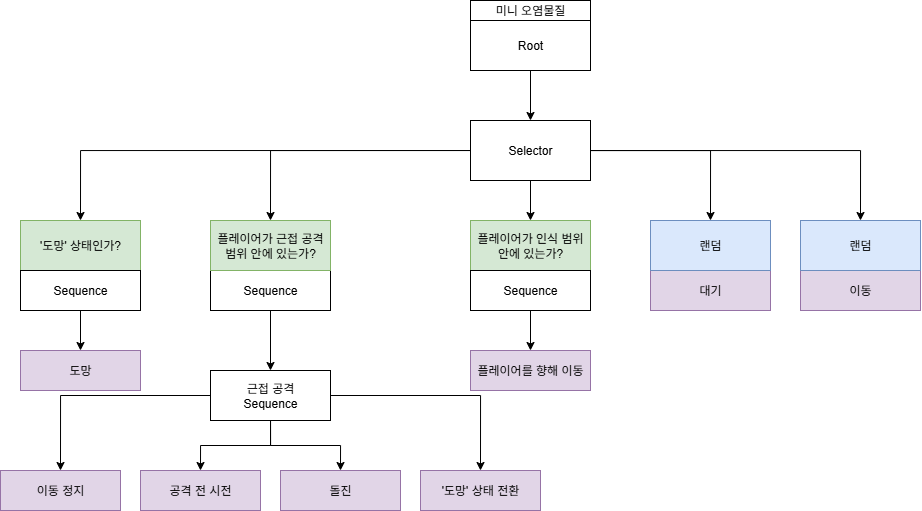 미니 오염물질
Root
Selector
'도망' 상태인가?
플레이어가 근접 공격
범위 안에 있는가?
플레이어가 인식 범위
안에 있는가?
랜덤
랜덤
Sequence
Sequence
Sequence
대기
이동
도망
근접 공격
Sequence
플레이어를 향해 이동
이동 정지
공격 전 시전
돌진
'도망' 상태 전환